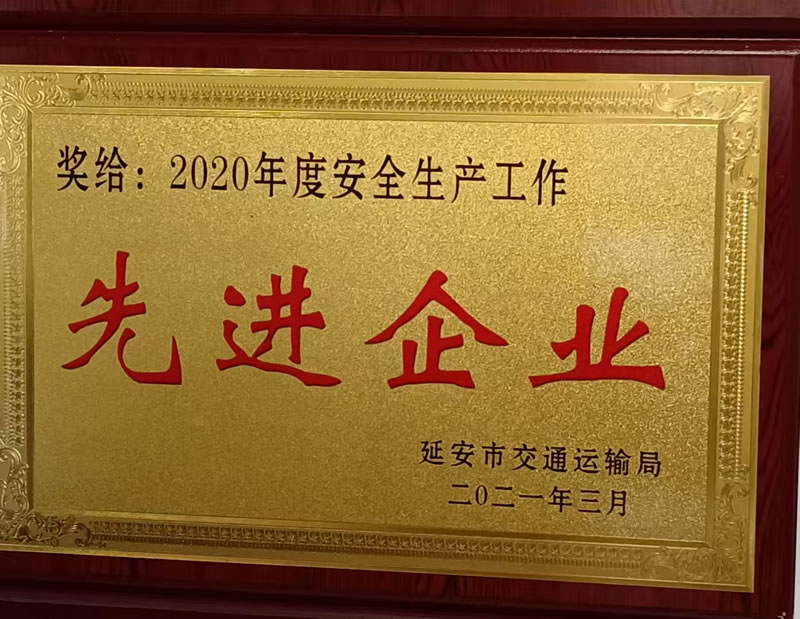 奖给：2020年度安全生产工作
先进企业
延安市交通运输局
二〇二一年三月